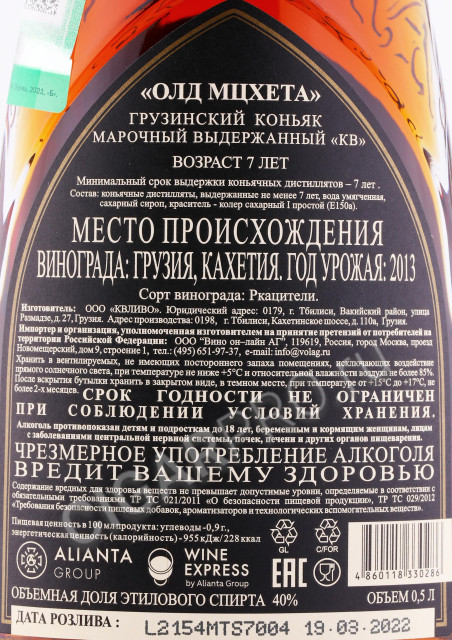 «ОЛД МЦХЕТА»
ГРУЗИНСКИЙ КОНЬЯК
МАРОЧНЫЙ ВЫДЕРЖАННЫЙ «КВ»
ВОЗРАСТ 7 ЛЕТ
Минимальный срок выдержки коньячных дистиллятов – 7 лет .
Состав: коньячные дистилляты, выдержанные не менее 7 лет, вода умягченная,
сахарный сироп, краситель - колер сахарный I простой (Е150а).
МЕСТО ПРОИСХОЖДЕНИЯ
ВИНОГРАДА: ГРУЗИЯ, КАХЕТИЯ. ГОД УРОЖАЯ: 2013
Сорт винограда: Ркацители.
Изготовитель: ООО «КВЛИВО». Юридический адрес: 0179, г. Тбилиси, Вакийский район, улица
Размадзе, д. 27, Грузия. Адрес производства: 0198, г. Тбилиси, Кахетинское шоссе, д. 110а, Грузия.
Импортер и организация, уполномоченная изготовителем на принятие претензий от потребителей на
территории Российской Федерации: ООО "Вино он–лайн АГ", 119619, Россия, город Москва, проезд
Новомещерский, дом 9, строение 1, тел.: (495) 651-97-37, e-mail: info@volag.ru
Хранить в вентилируемых, не имеющих постороннего запаха помещениях, исключающих воздействие
прямого солнечного света, при температуре не ниже +5°С и относительной влажности воздуха не более 85%.
После вскрытия бутылки хранить в закрытом виде, в темном месте, при температуре от +15°С до +17°С, не
более 2-х месяцев. СРОК ГОДНОСТИ НЕ ОГРАНИЧЕН
ПРИ СОБЛЮДЕНИИ УСЛОВИЙ ХРАНЕНИЯ.
Алкоголь противопоказан детям и подросткам до 18 лет, беременным и кормящим женщинам, лицам
с заболеваниями центральной нервной системы, почек, печени и других органов пищеварения.
ЧРЕЗМЕРНОЕ УПОТРЕБЛЕНИЕ АЛКОГОЛЯ
ВРЕДИТ ВАШЕМУ ЗДОРОВЬЮ
Содержание вредных для здоровья веществ не превышает допустимые уровни, определяемые в соответствии с
обязательными требованиями ТР ТС 021/2011 «О безопасности пищевой продукции», ТР ТС 029/2012
«Требования безопасности пищевых добавок, ароматизаторов и технологических вспомогательных веществ».
Пищевая ценность в 100 мл продукта: углеводы - 0,9 г.,
энергетическая ценность (калорийность) - 955 кДж/ 228 ккал
GL C/FOR
ALIANTA GROUP WINE EXPRESS by Alianta Group EAC 4860118330286
ОБЪЕМНАЯ ДОЛЯ ЭТИЛОВОГО СПИРТА 40% ОБЪЕМ 0,5 Л
ДАТА РОЗЛИВА : L2154MTS7004 19.03.2022